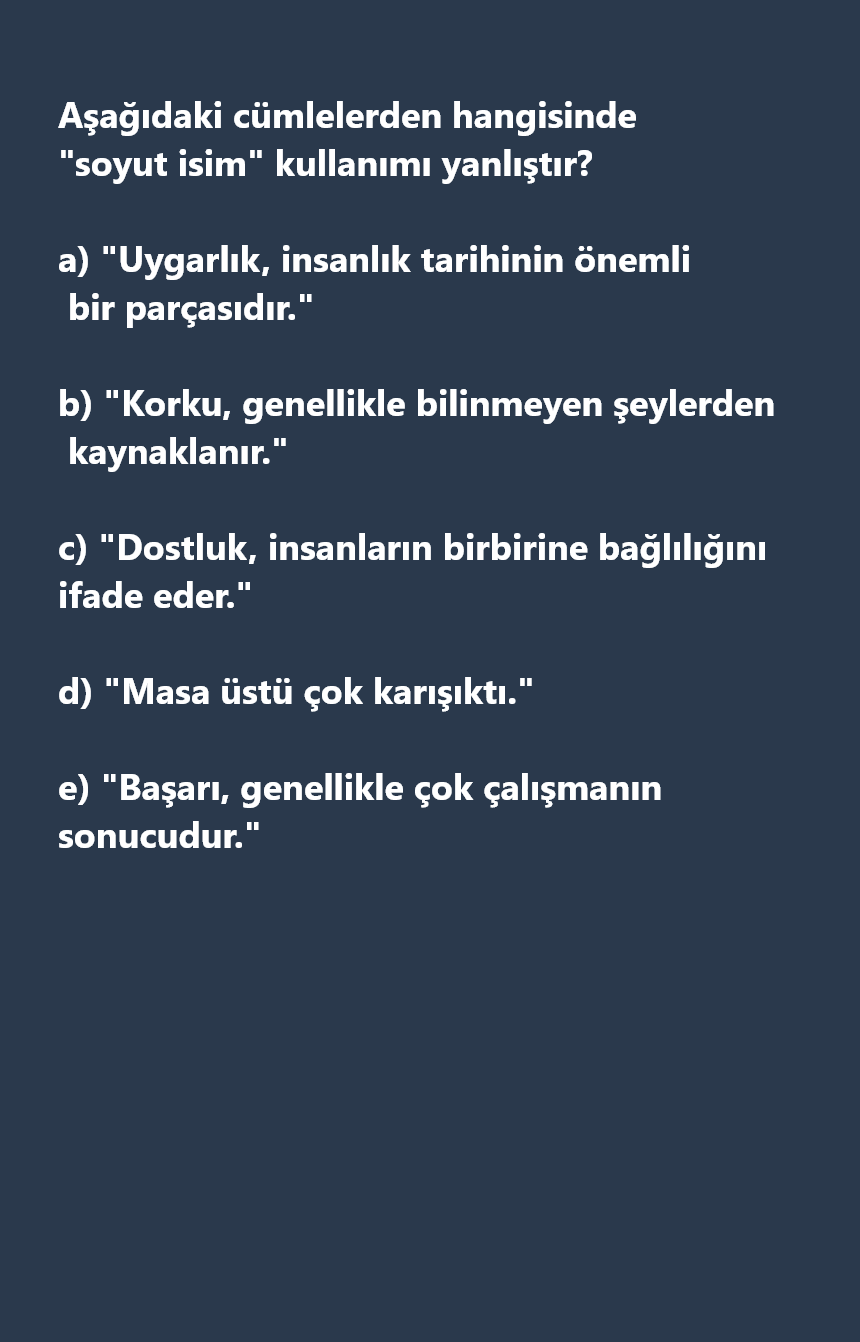 Aşağıdaki cümlelerden hangisinde
"soyut isim" kullanımı yanlıştır?
a) "Uygarlık, insanlık tarihinin önemli
bir parçasıdır."
b) "Korku, genellikle bilinmeyen şeylerden
kaynaklanır."
c) "Dostluk, insanların birbirine bağlılığını
ifade eder."
d) "Masa üstü çok karışıktı."
e) "Başarı, genellikle çok çalışmanın
sonucudur."